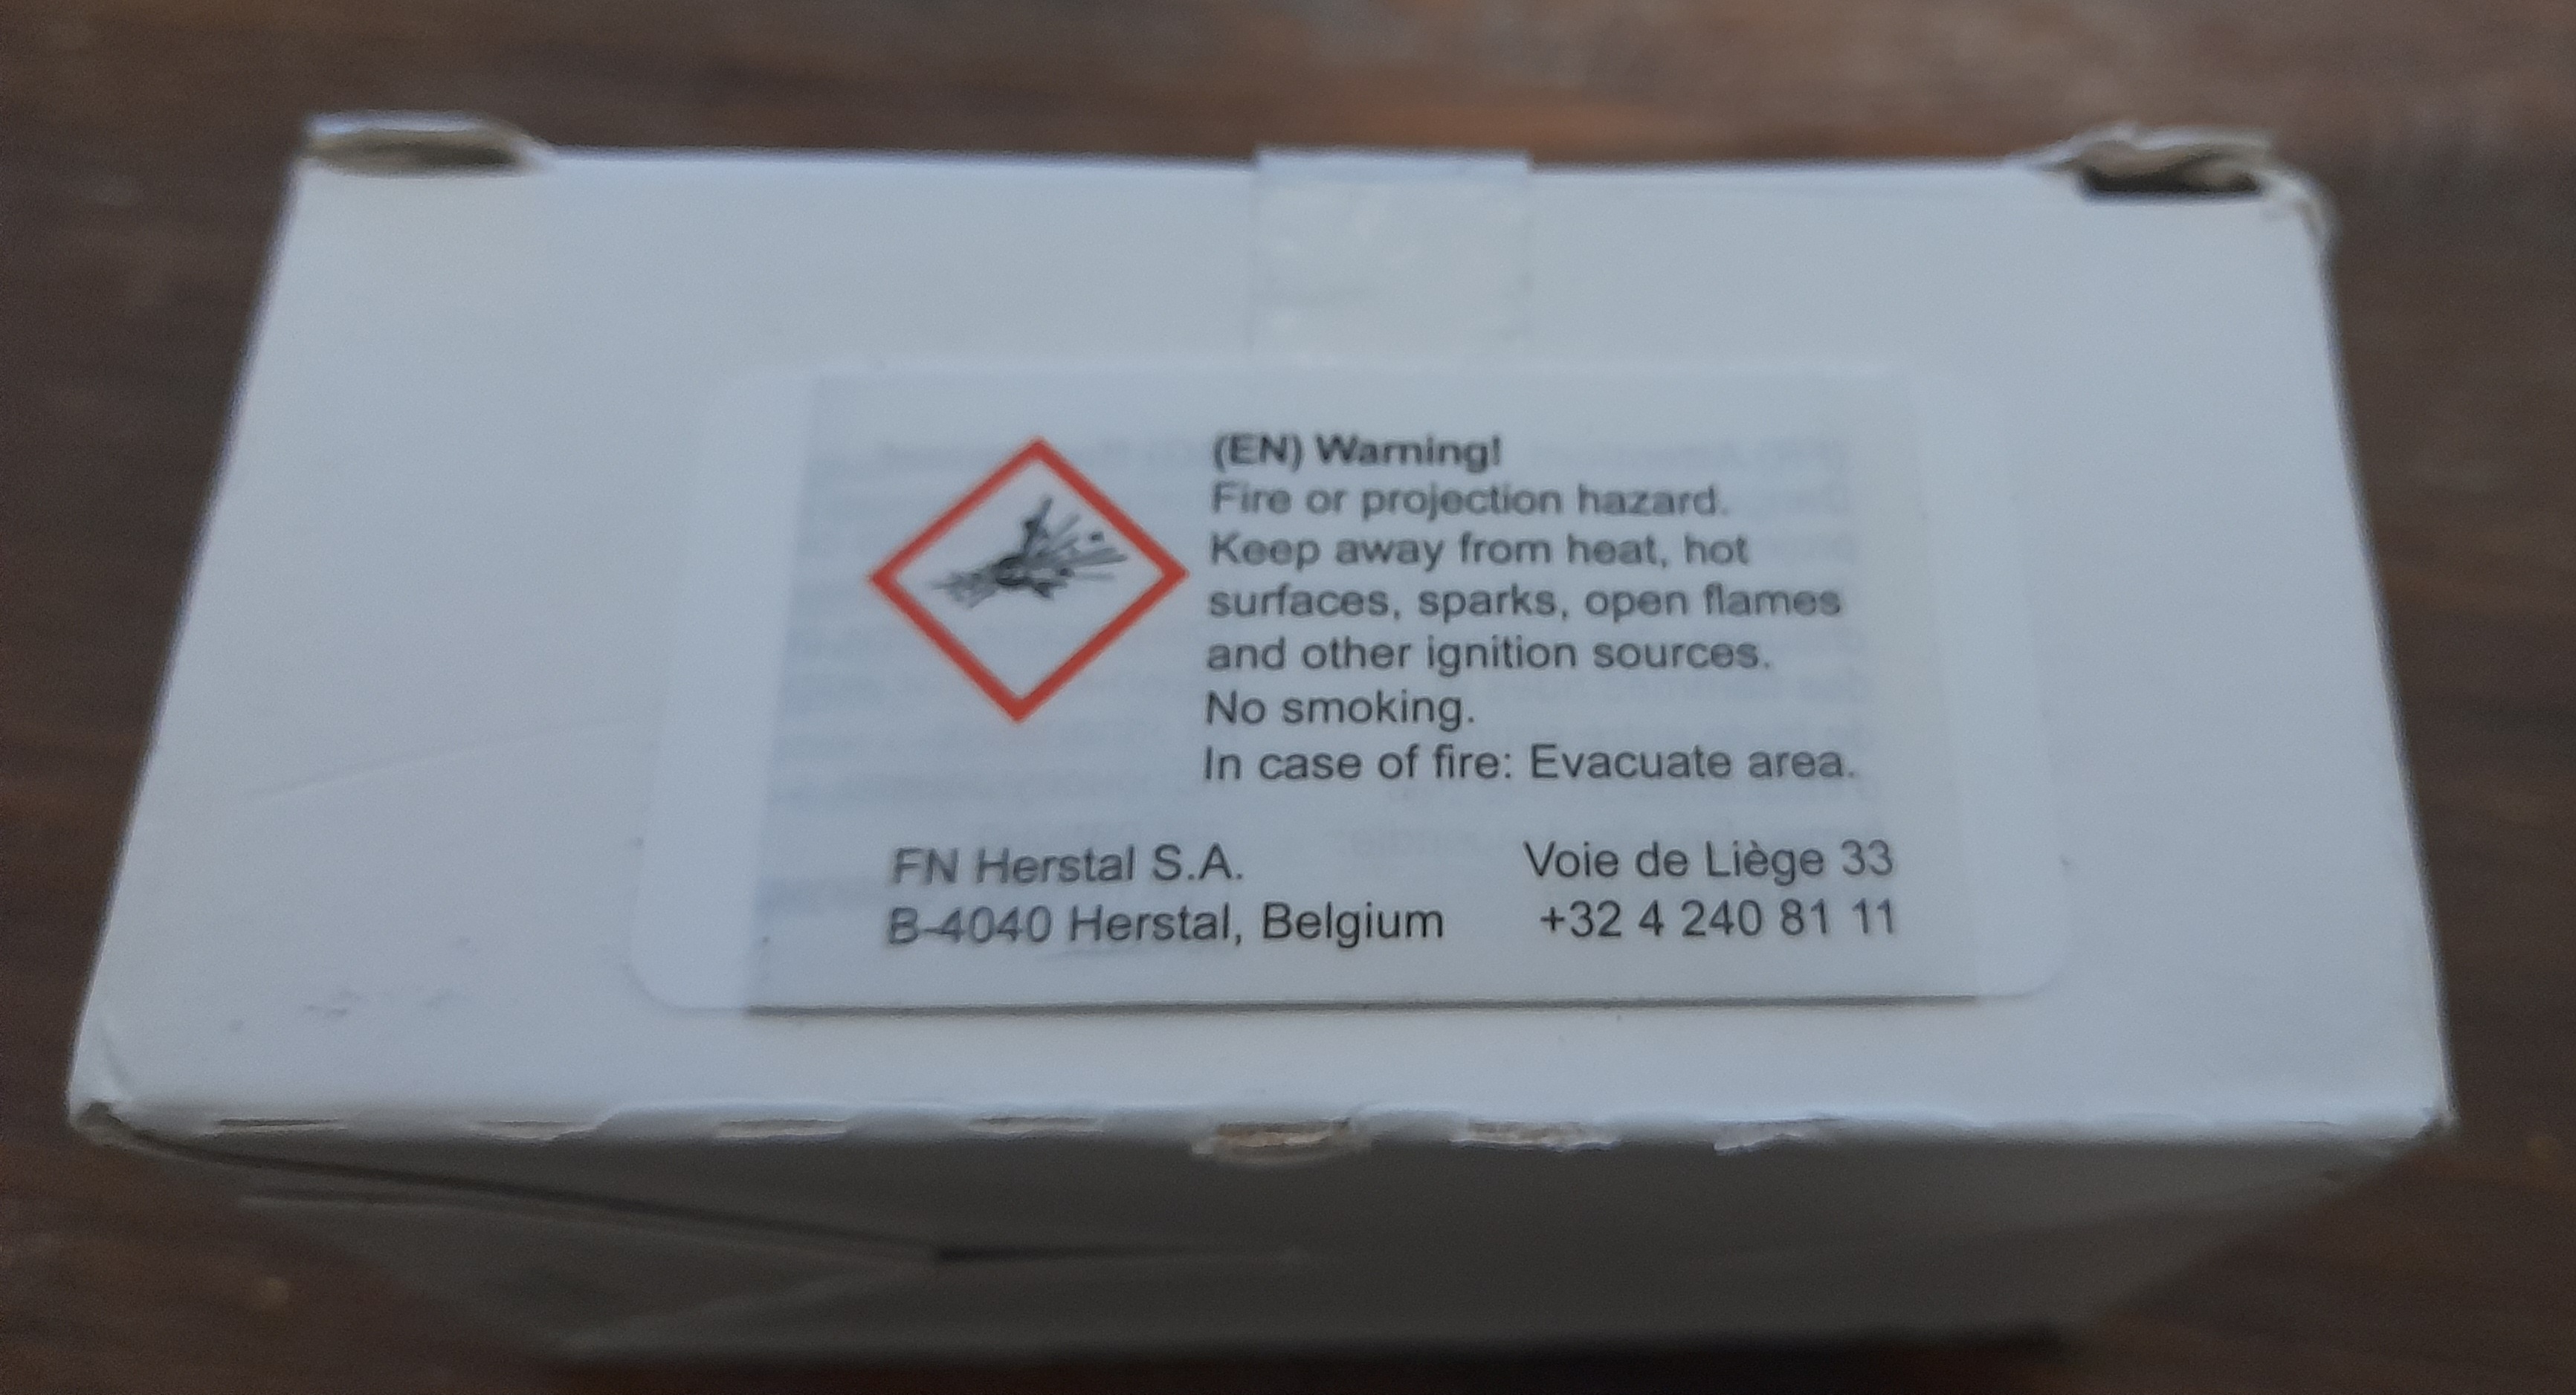 (EN) Warning!
Fire or projection hazard.
Keep away from heat, hot
surfaces, sparks, open flames
and other ignition sources.
No smoking.
In case of fire: Evacuate area.
FN Herstal S.A.
Voie de Liège 33
B-4040 Herstal, Belgium
+32 4 240 81 11